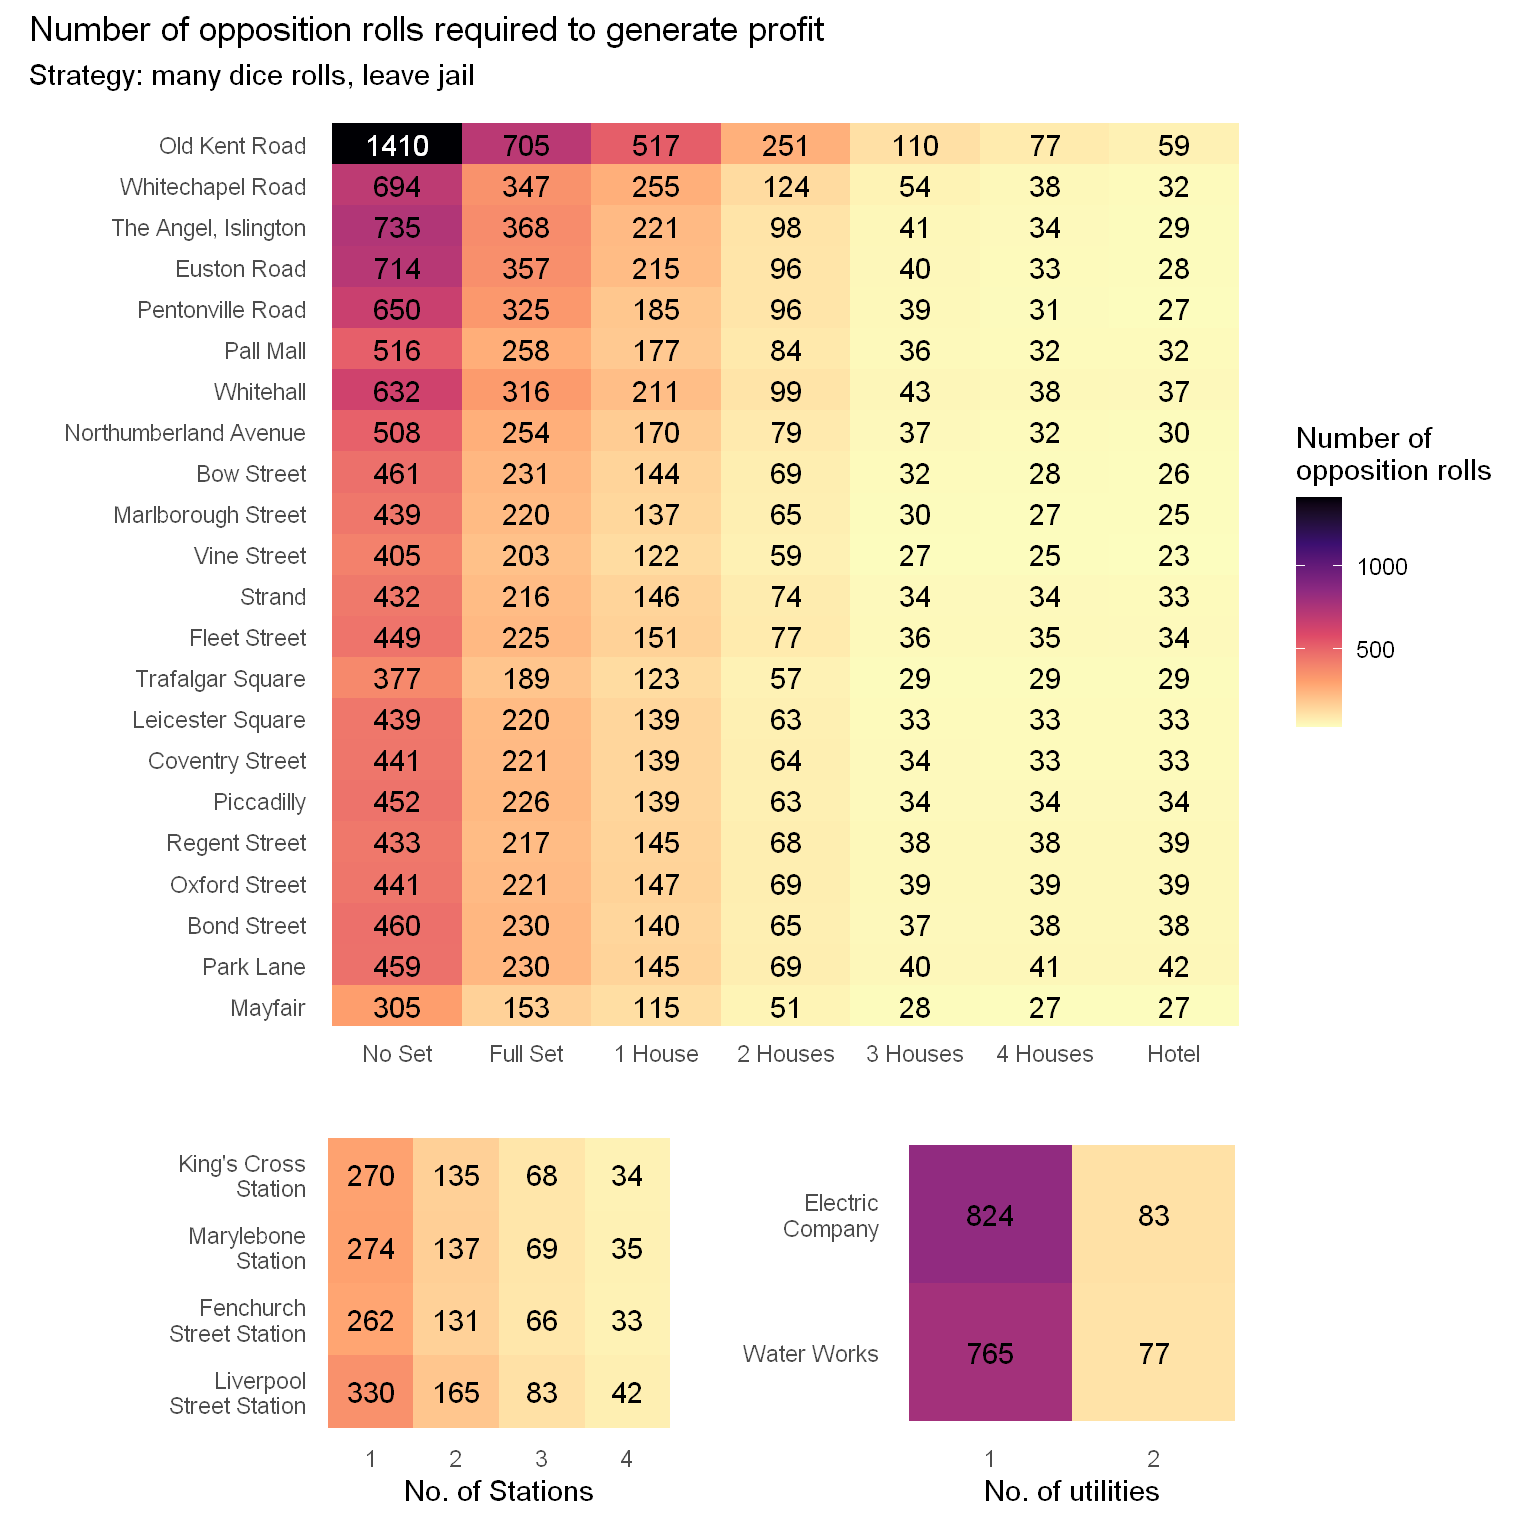 Number of opposition rolls required to generate profit
Strategy: many dice rolls, leave jail
Old Kent Road 1410 705 517 251 110 77 59
Whitechapel Road 694 347 255 124 54 38 32
The Angel, Islington 735 368 221 98 41 34 29
Euston Road 714 357 215 96 40 33 28
Pentonville Road 650 325 185 96 39 31 27
Pall Mall 516 258 177 84 36 32 32
Whitehall 632 316 211 99 43 38 37
Northumberland Avenue 508 254 170 79 37 32 30
Bow Street 461 231 144 69 32 28 26
Marlborough Street 439 220 137 65 30 27 25
Vine Street 405 203 122 59 27 25 23
Strand 432 216 146 74 34 34 33
Fleet Street 449 225 151 77 36 35 34
Trafalgar Square 377 189 123 57 29 29 29
Leicester Square 439 220 139 63 33 33 33
Coventry Street 441 221 139 64 34 33 33
Piccadilly 452 226 139 63 34 34 34
Regent Street 433 217 145 68 38 38 39
Oxford Street 441 221 147 69 39 39 39
Bond Street 460 230 140 65 37 38 38
Park Lane 459 230 145 69 40 41 42
Mayfair 305 153 115 51 28 27 27
No Set Full Set 1 House 2 Houses 3 Houses 4 Houses Hotel
Number of
opposition rolls
1000
500
King's Cross
Station
270 135 68 34
Marylebone
Station
274 137 69 35
Fenchurch
Street Station
262 131 66 33
Liverpool
Street Station
330 165 83 42
1 2 3 4
No. of Stations
Electric
Company
824 83
Water Works 765 77
1 2
No. of utilities